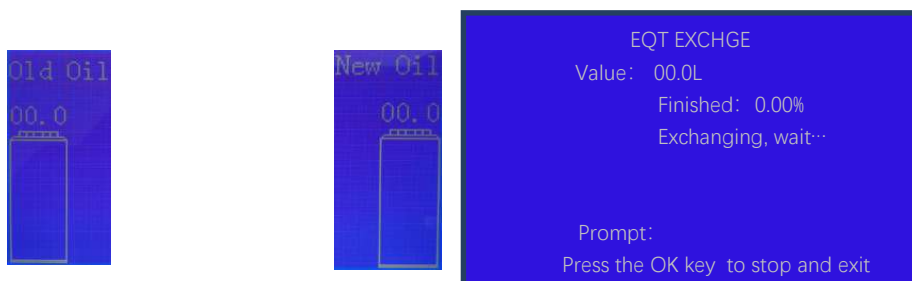 Old Oil
00.0
New Oil
00.0
EQT EXCHGE
Value: 00.0L
Finished: 0.00%
Exchanging, wait…
Prompt:
Press the OK key to stop and exit